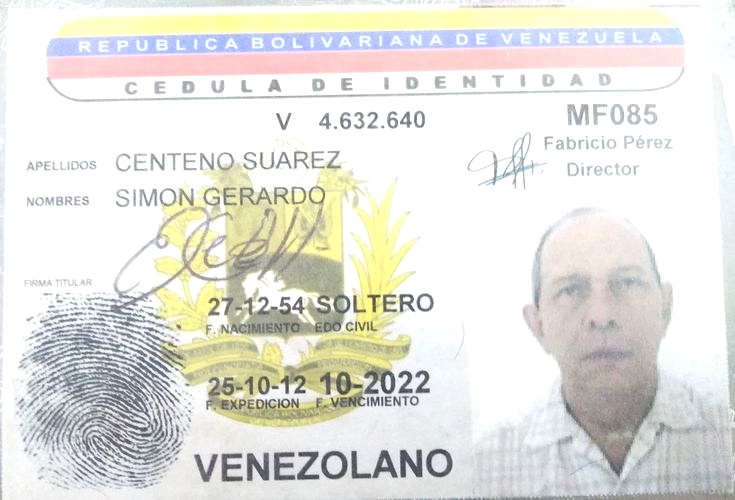 REPUBLICA BOLIVARIANA DE VENEZUELA
CEDULA DE IDENTIDAD
V 4.632.640
MF085
Fabricio Pérez
Director
APELLIDOS CENTENO SUAREZ
NOMBRES SIMON GERARDO
FIRMA TITULAR
27-12-54 SOLTERO
F. NACIMIENTO EDO CIVIL
25-10-12 10-2022
F. EXPEDICION F. VENCIMIENTO
VENEZOLANO